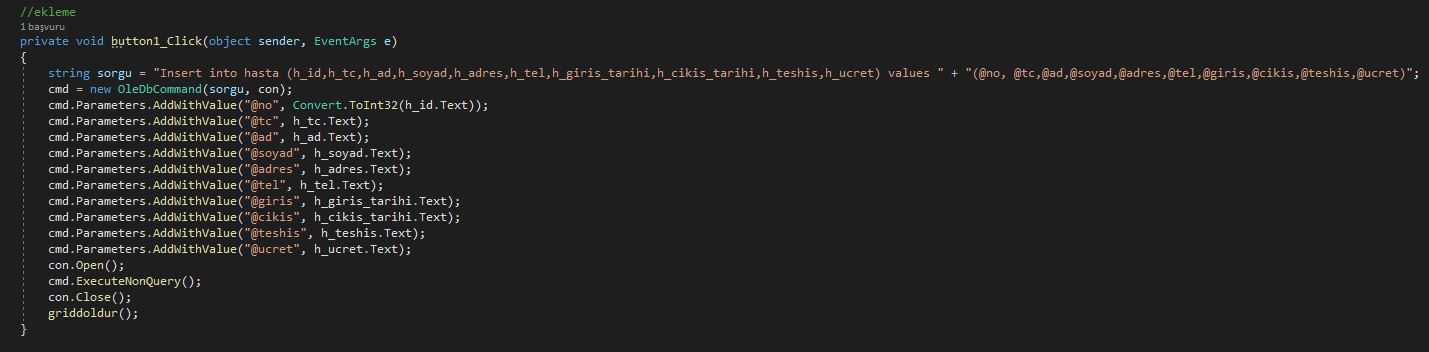 //ekleme
1 başvuru
private void button1_Click(object sender, EventArgs e)
{
string sorgu = "Insert into hasta (h_id,h_tc,h_ad,h_soyad,h_adres,h_tel,h_giris_tarihi,h_cikis_tarihi,h_teshis,h_ucret) values " + "(@no, @tc,@ad,@soyad,@adres,@tel,@giris,@cikis,@teshis,@ucret)";
cmd = new OleDbCommand(sorgu, con);
cmd.Parameters.AddWithValue("@no", Convert.ToInt32(h_id.Text));
cmd.Parameters.AddWithValue("@tc", h_tc.Text);
cmd.Parameters.AddWithValue("@ad", h_ad.Text);
cmd.Parameters.AddWithValue("@soyad", h_soyad.Text);
cmd.Parameters.AddWithValue("@adres", h_adres.Text);
cmd.Parameters.AddWithValue("@tel", h_tel.Text);
cmd.Parameters.AddWithValue("@giris", h_giris_tarihi.Text);
cmd.Parameters.AddWithValue("@cikis", h_cikis_tarihi.Text);
cmd.Parameters.AddWithValue("@teshis", h_teshis.Text);
cmd.Parameters.AddWithValue("@ucret", h_ucret.Text);
con.Open();
cmd.ExecuteNonQuery();
con.Close();
griddoldur();
}